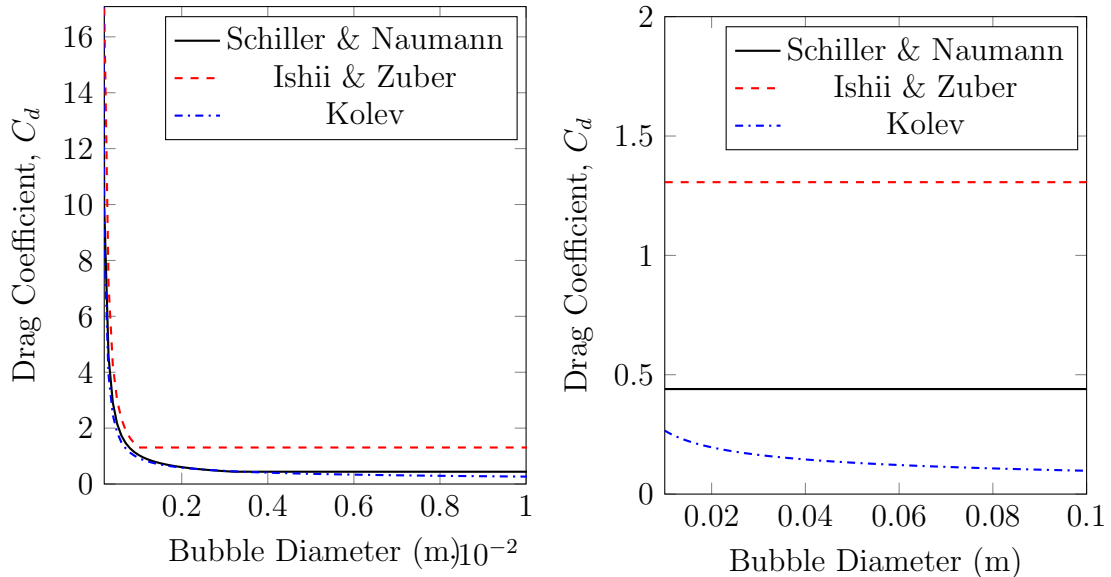 Schiller & Naumann
Ishii & Zuber
Kolev
16
14
12
10
8
6
4
2
0
Drag Coefficient, C_d
0.2
0.4
0.6
0.8
1
Bubble Diameter (m)
·10⁻²
Schiller & Naumann
Ishii & Zuber
Kolev
2
1.5
1
0.5
0
Drag Coefficient, C_d
0.02
0.04
0.06
0.08
0.1
Bubble Diameter (m)